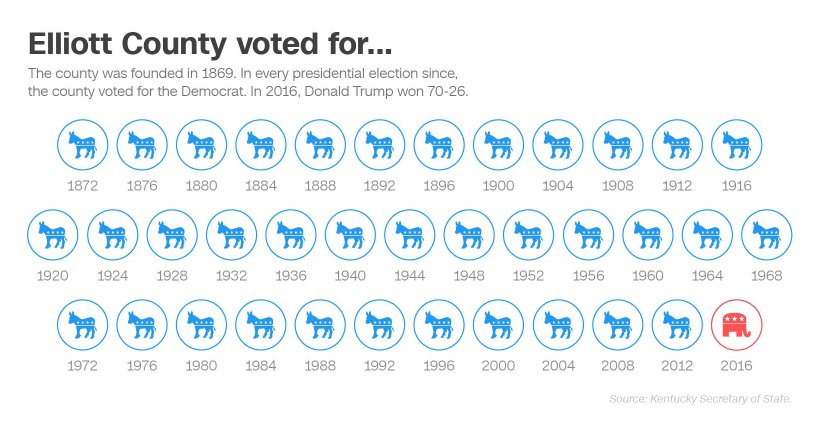 Elliott County voted for...
The county was founded in 1869. In every presidential election since,
the county voted for the Democrat. In 2016, Donald Trump won 70-26.
1872 1876 1880 1884 1888 1892 1896 1900 1904 1908 1912 1916
1920 1924 1928 1932 1936 1940 1944 1948 1952 1956 1960 1964 1968
1972 1976 1980 1984 1988 1992 1996 2000 2004 2008 2012 2016
Source: Kentucky Secretary of State.